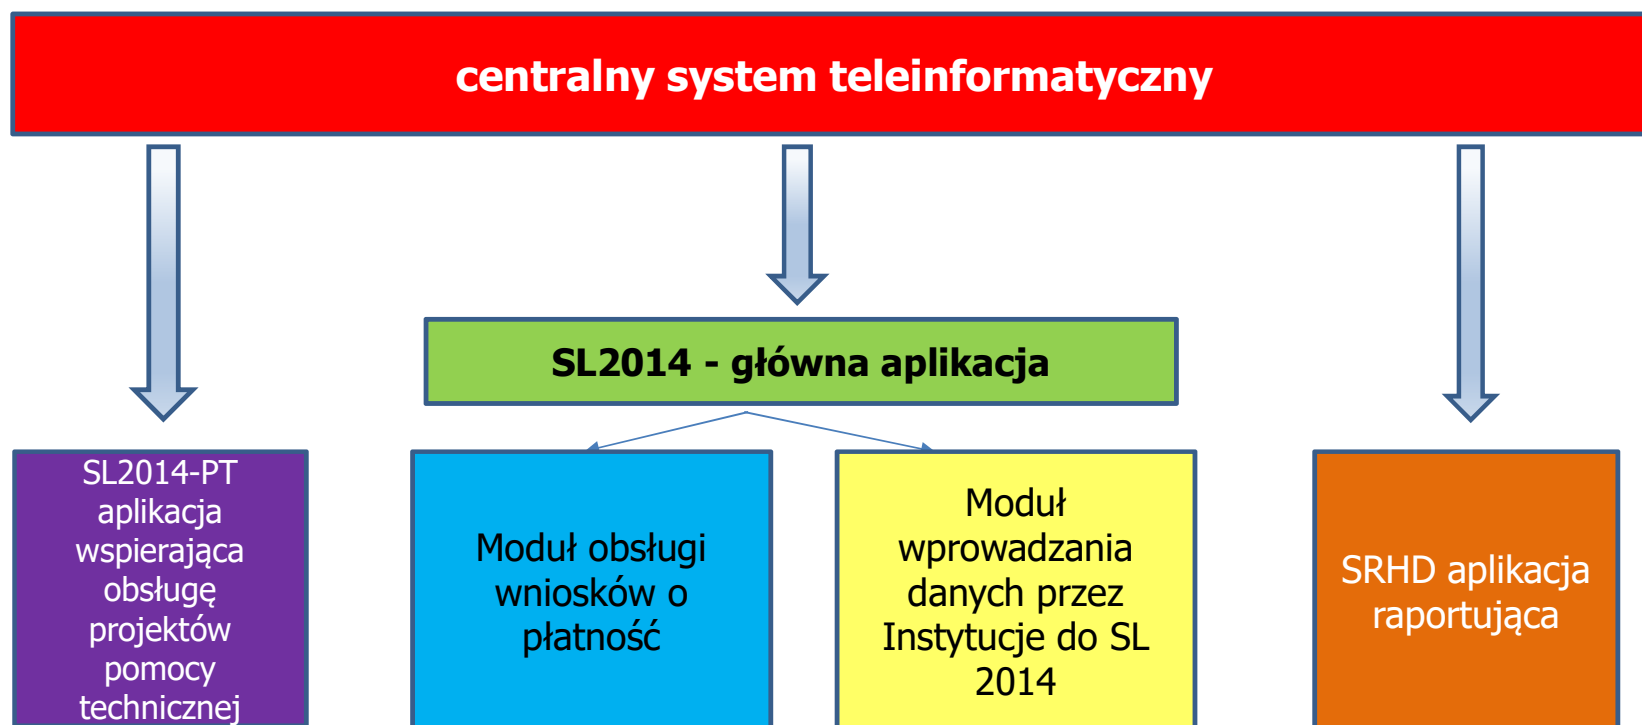 centralny system teleinformatyczny
SL2014 - główna aplikacja
SL2014-PT
aplikacja
wspierająca
obsługę
projektów
pomocy
technicznej
Moduł obsługi
wniosków o
płatność
Moduł
wprowadzania
danych przez
Instytucje do SL
2014
SRHD aplikacja
raportująca